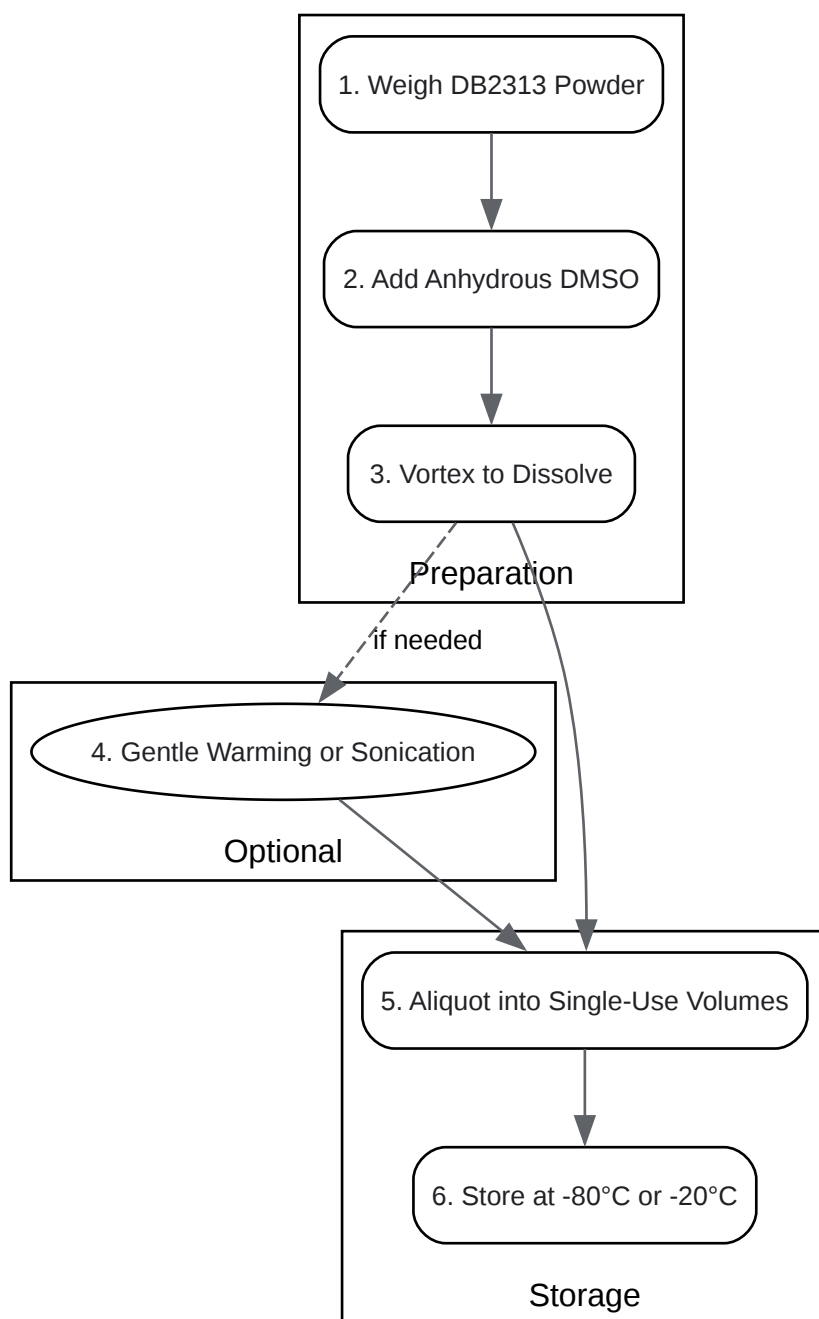 1. Weigh DB2313 Powder
2. Add Anhydrous DMSO
3. Vortex to Dissolve
Preparation
if needed
4. Gentle Warming or Sonication
Optional
5. Aliquot into Single-Use Volumes
6. Store at -80°C or -20°C
Storage